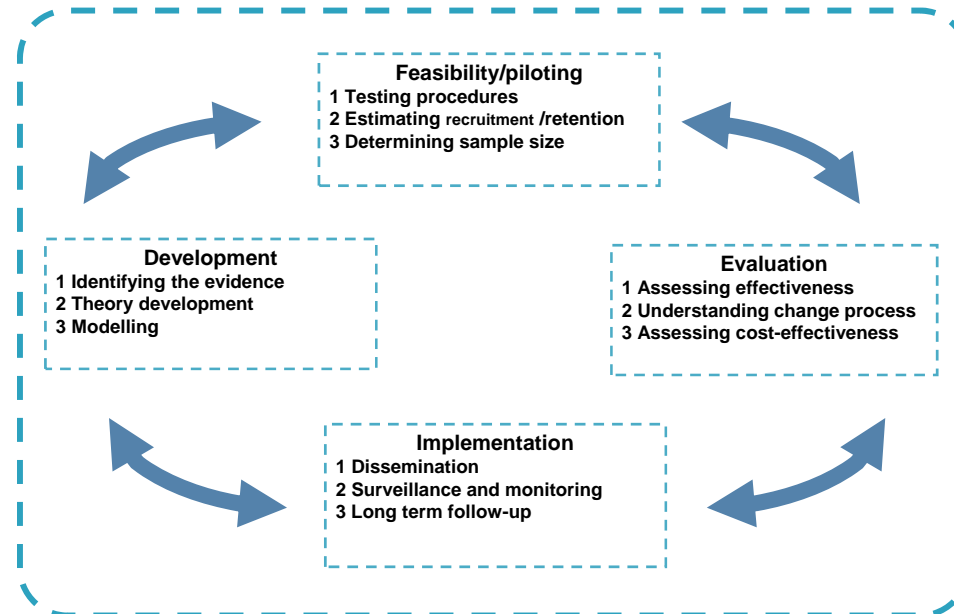 Feasibility/piloting
1 Testing procedures
2 Estimating recruitment /retention
3 Determining sample size
Development
1 Identifying the evidence
2 Theory development
3 Modelling
Evaluation
1 Assessing effectiveness
2 Understanding change process
3 Assessing cost-effectiveness
Implementation
1 Dissemination
2 Surveillance and monitoring
3 Long term follow-up